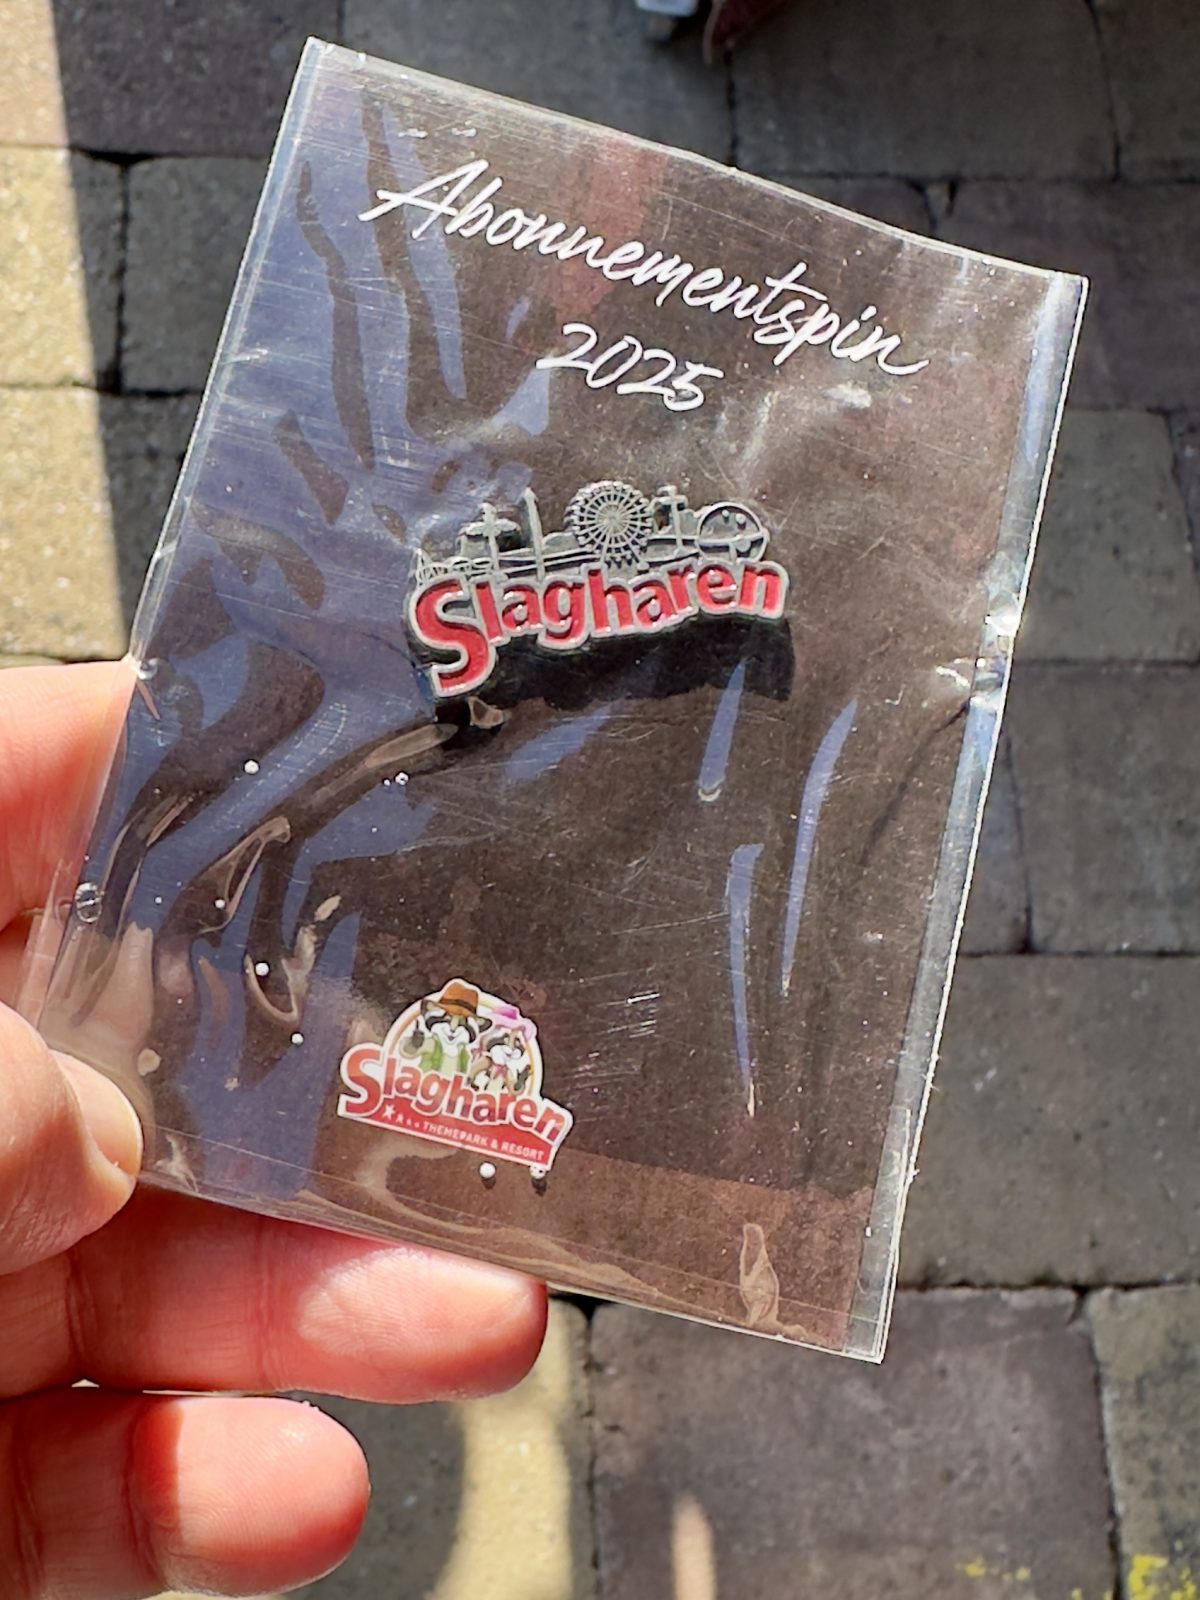 Abonnementspin
2025
Slagharen
Slagharen
THEMEPARK & RESORT